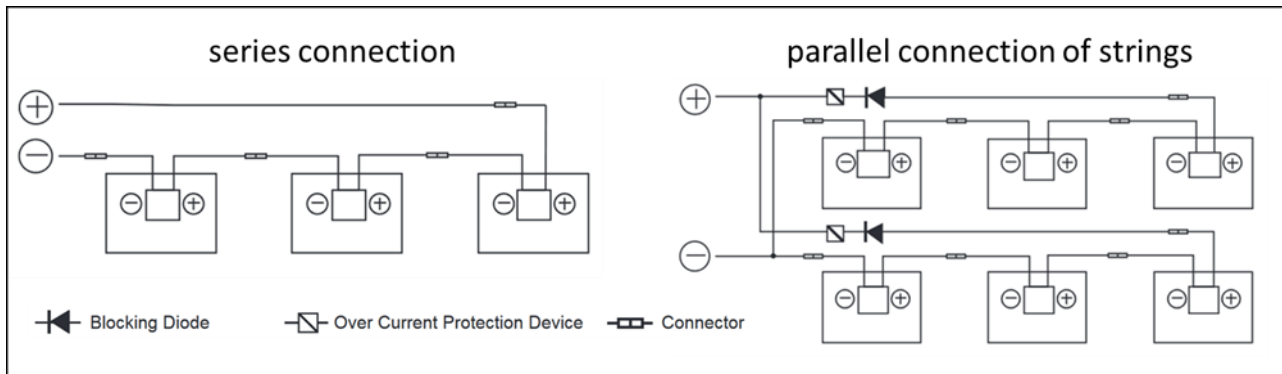 series connection
parallel connection of strings
+
−
− +
− +
− +
+
−
− +
− +
− +
− +
− +
− +
Blocking Diode
Over Current Protection Device
Connector